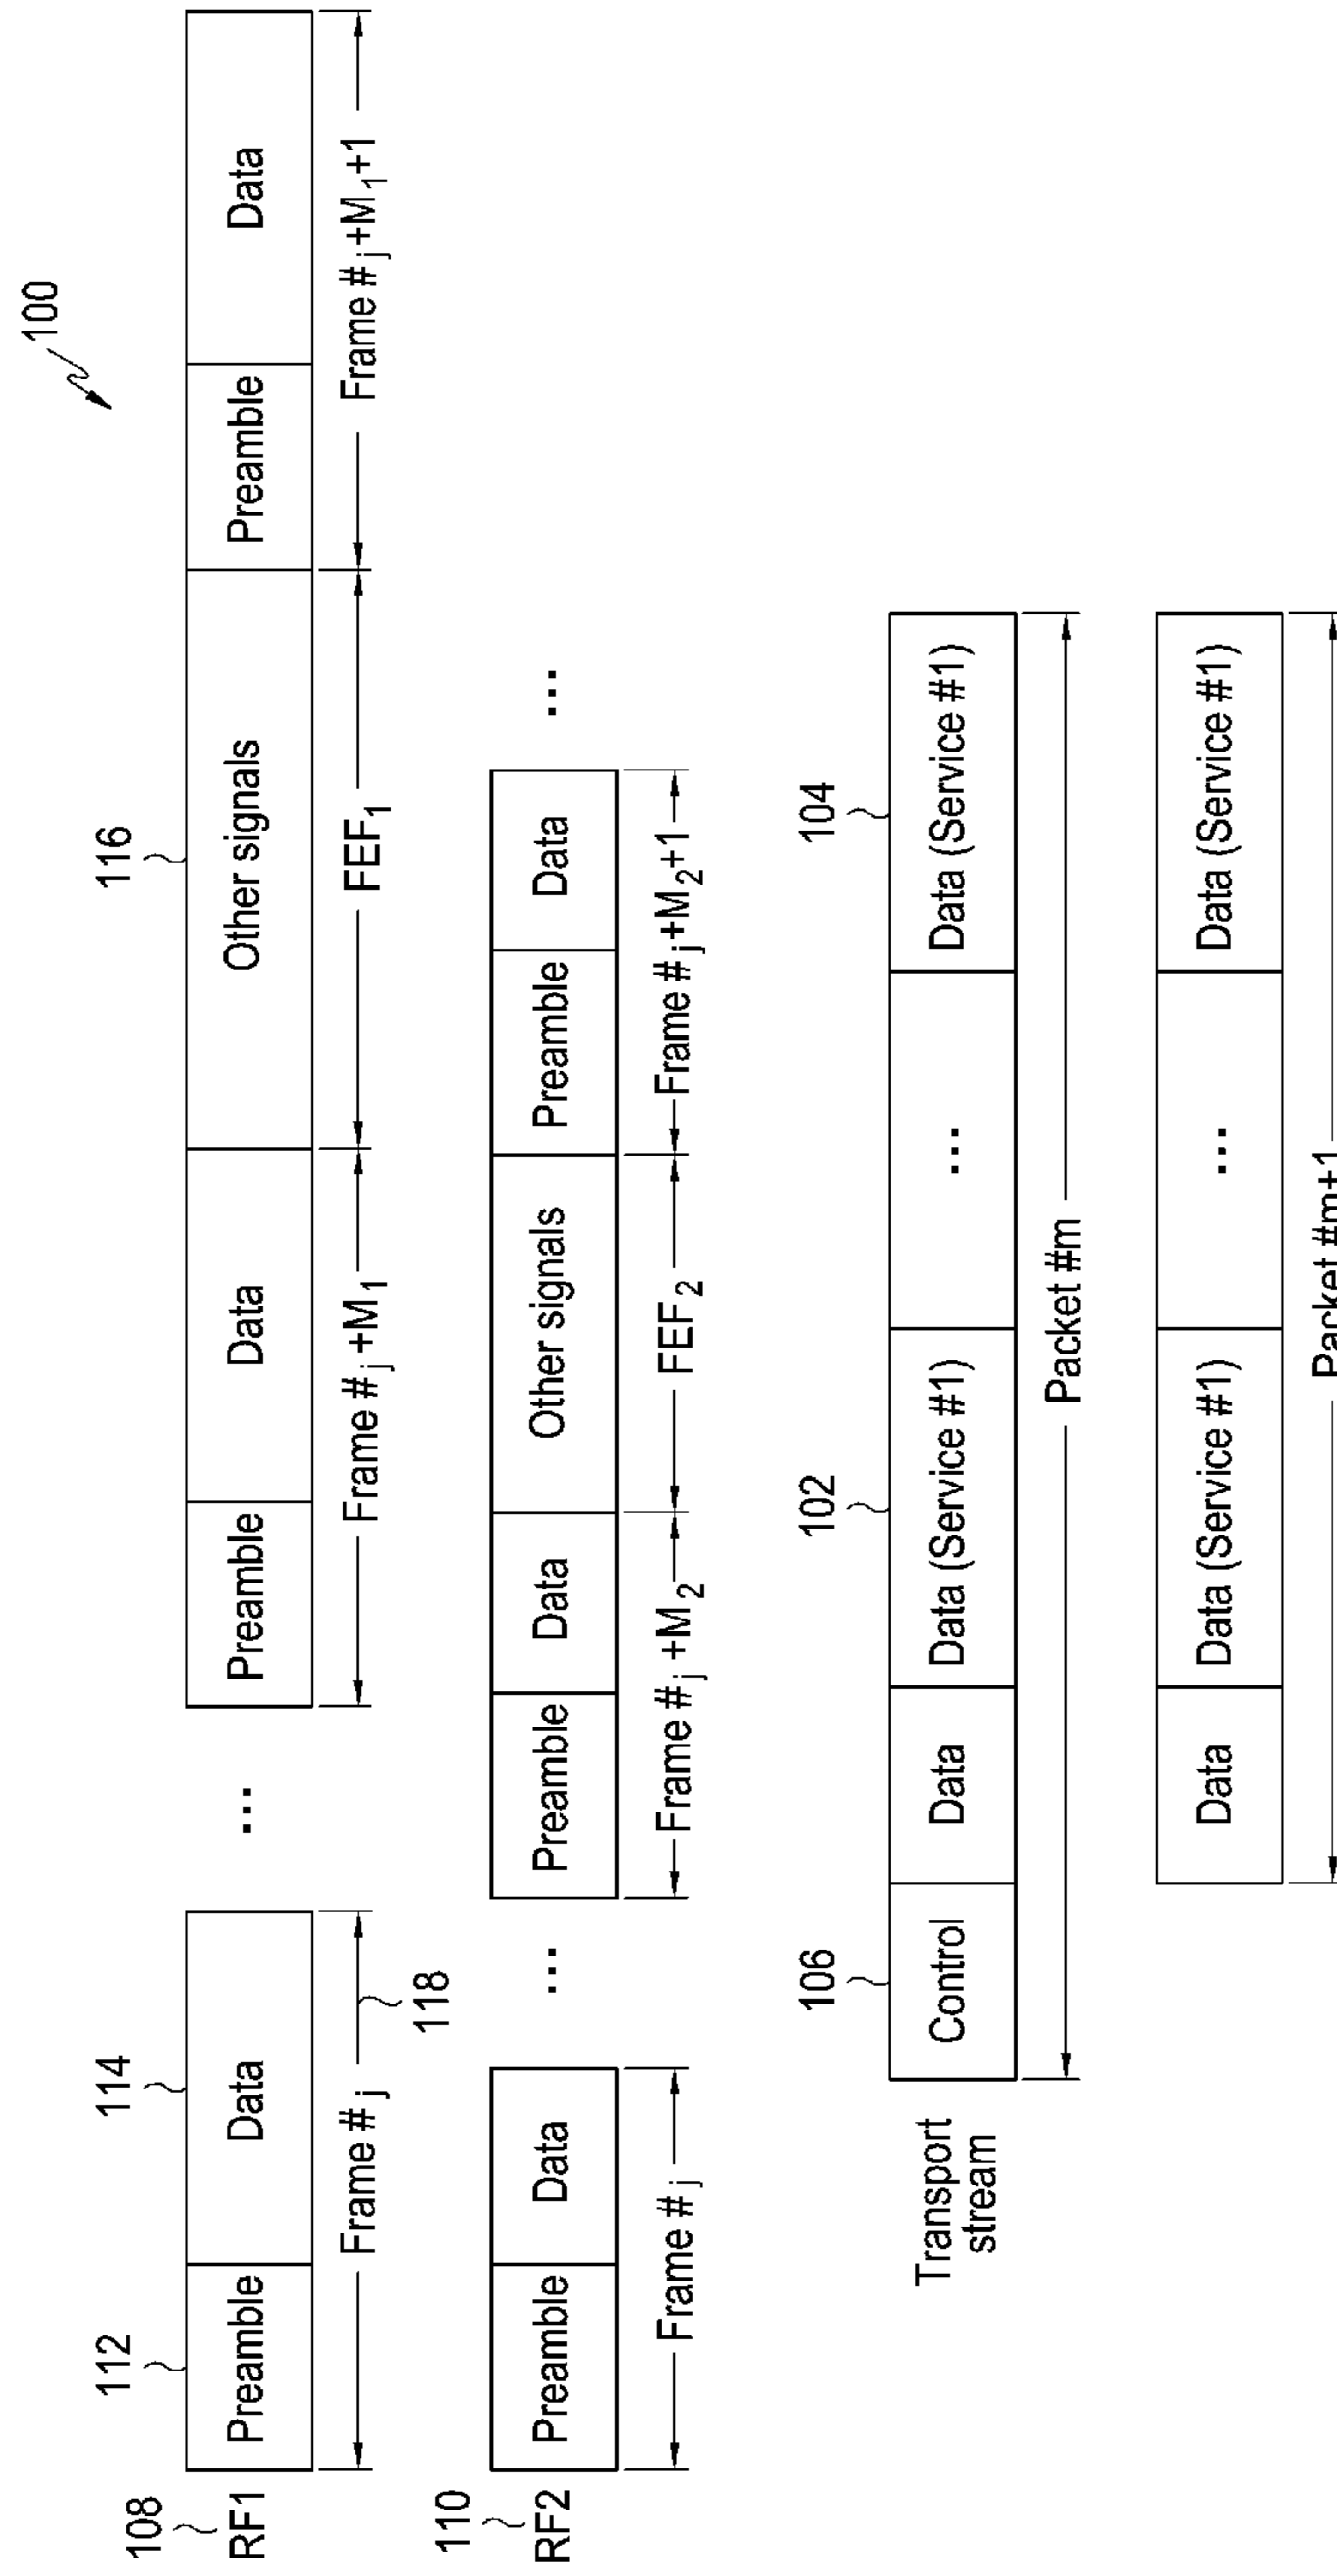 100
108
112
114
116
RF1
Preamble
Data
...
Preamble
Data
Other signals
Preamble
Data
Frame # j
Frame # j +M1
FEF1
Frame # j +M1+1
118
110
RF2
Preamble
Data
...
Preamble
Data
Other signals
Preamble
Data
...
Frame # j
Frame # j +M2
FEF2
Frame # j +M2+1
106
102
104
Transport
stream
Control
Data
Data (Service #1)
...
Data (Service #1)
Packet #m
Data
Data (Service #1)
...
Data (Service #1)
Packet #m+1